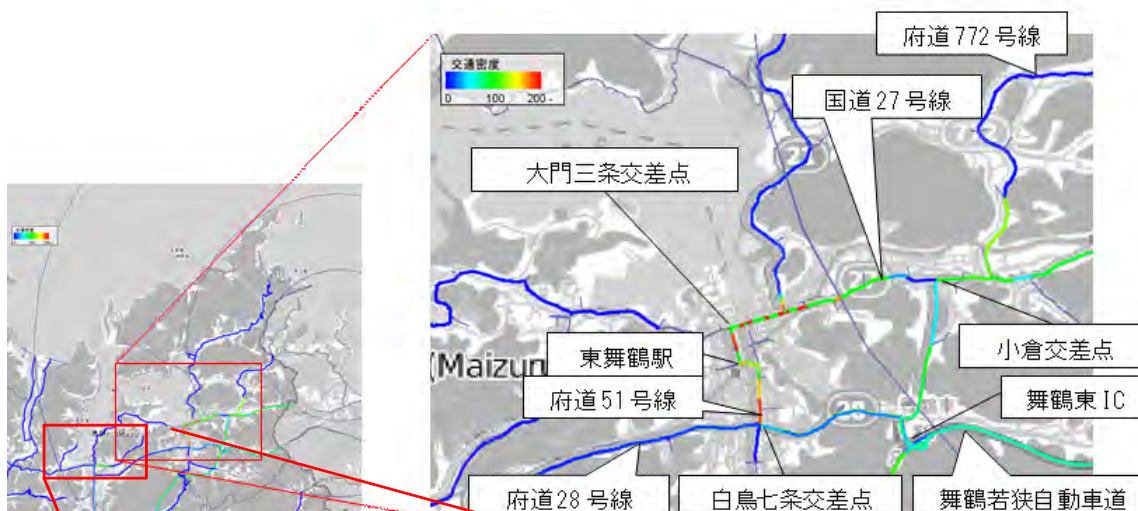 府道772号線
交通密度
0 100 200 -
国道27号線
大門三条交差点
27
772
(Maizur
東舞鶴駅
小倉交差点
府道51号線
舞鶴東IC
28
府道28号線
白鳥七条交差点
舞鶴若狭自動車道